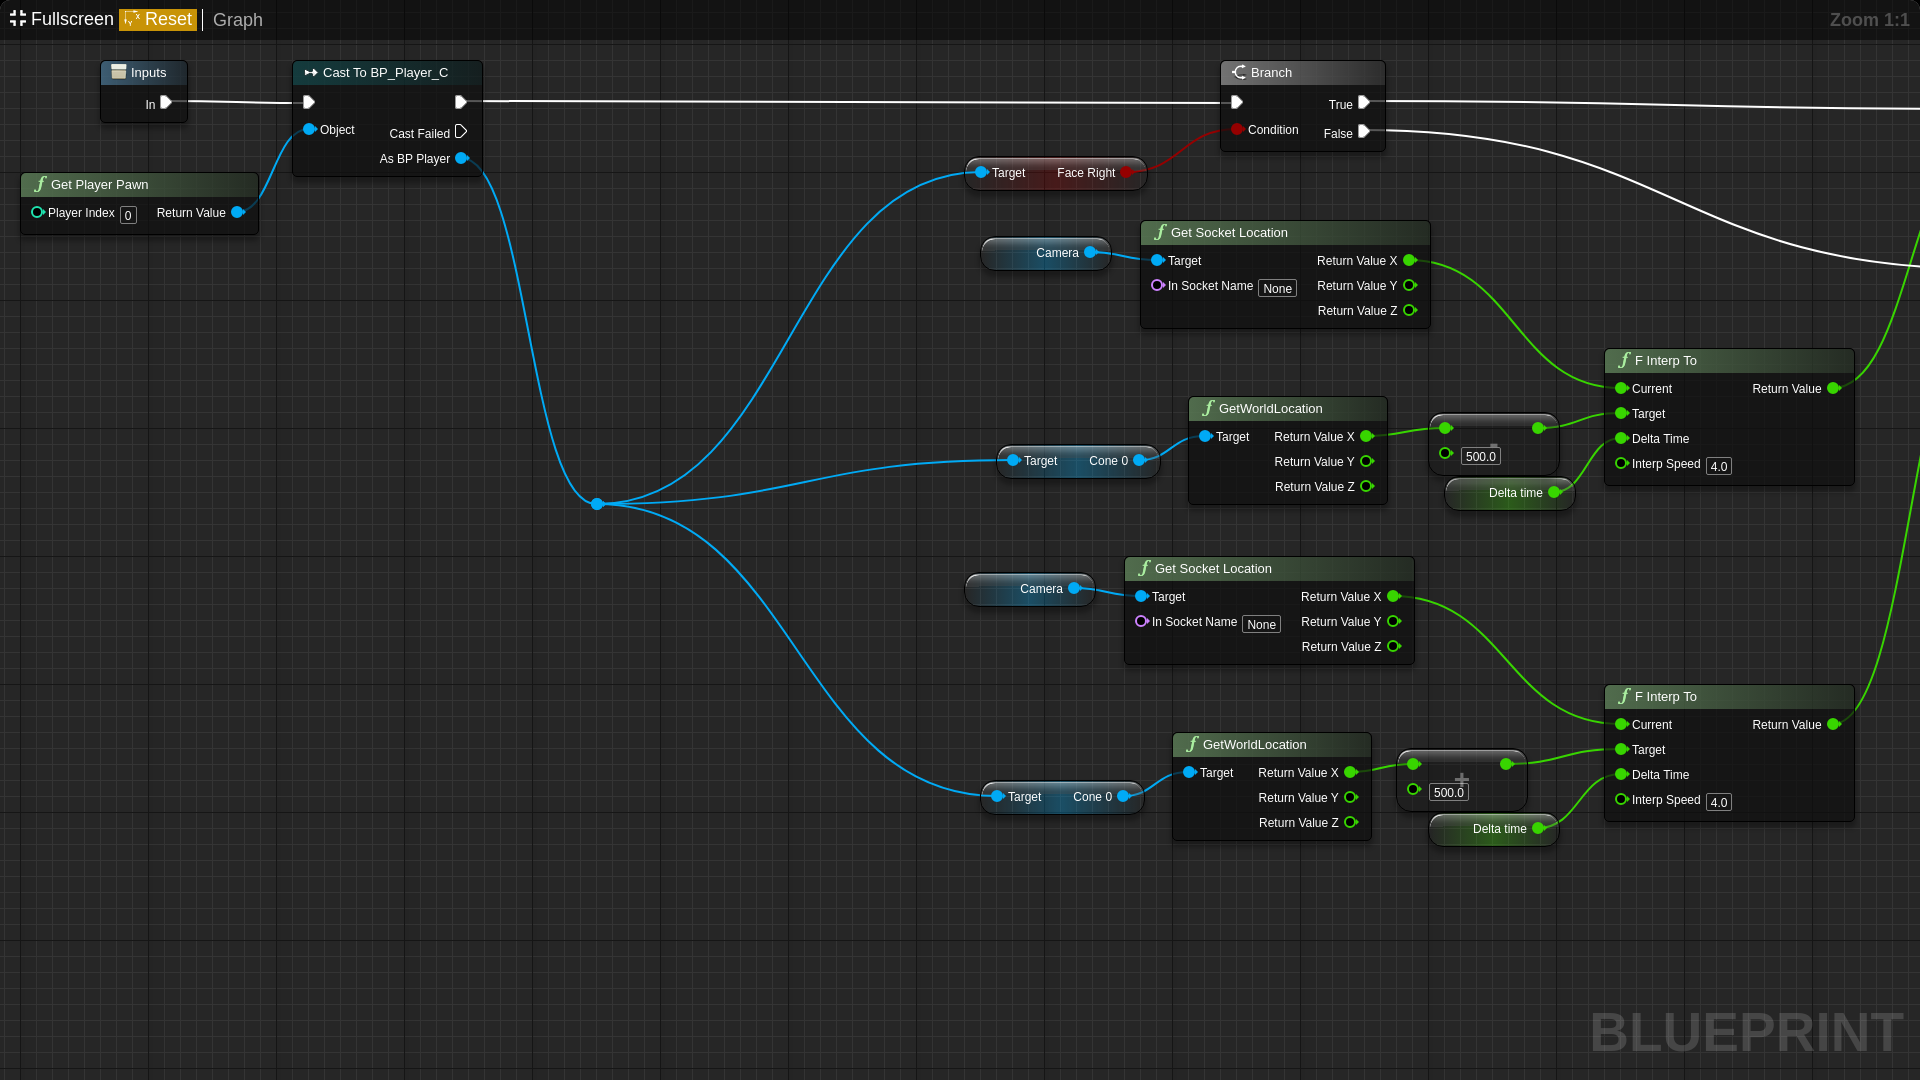 Fullscreen Reset Graph Zoom 1:1
Inputs
In
Cast To BP_Player_C
Object
Cast Failed
As BP Player
Get Player Pawn
Player Index 0 Return Value
Branch
True
Condition False
Target Face Right
Camera
Get Socket Location
Target Return Value X
In Socket Name None Return Value Y
Return Value Z
F Interp To
Current Return Value
Target
Delta Time
Interp Speed 4.0
GetWorldLocation
Target Return Value X
Return Value Y
Return Value Z
Target Cone 0
-
500.0
Delta time
Camera
Get Socket Location
Target Return Value X
In Socket Name None Return Value Y
Return Value Z
F Interp To
Current Return Value
Target
Delta Time
Interp Speed 4.0
GetWorldLocation
Target Return Value X
Return Value Y
Return Value Z
Target Cone 0
+
500.0
Delta time
BLUEPRINT